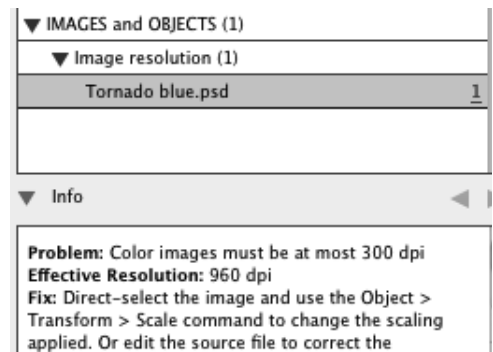 IMAGES and OBJECTS (1)
Image resolution (1)
Tornado blue.psd 1
Info
Problem: Color images must be at most 300 dpi
Effective Resolution: 960 dpi
Fix: Direct-select the image and use the Object >
Transform > Scale command to change the scaling
applied. Or edit the source file to correct the